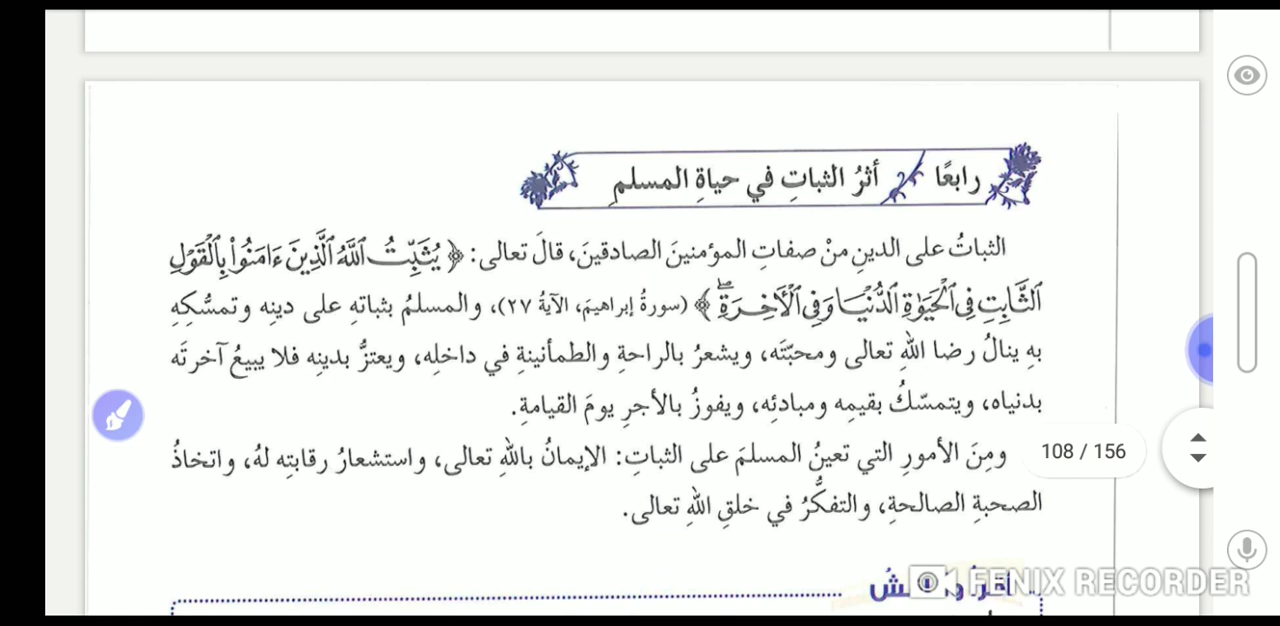 رابعًا أثرُ الثباتِ في حياةِ المسلمِ
الثباتُ على الدينِ منْ صفاتِ المؤمنينَ الصادقينَ، قالَ تعالى: ﴿ يُثَبِّتُ ٱللَّهُ ٱلَّذِينَ ءَامَنُواْ بِٱلْقَوْلِ
ٱلثَّابِتِ فِي ٱلْحَيَوٰةِ ٱلدُّنْيَا وَفِي ٱلْأَخِرَةِۖ ﴾ (سورةُ إبراهيمَ، الآيةُ ٢٧)، والمسلمُ بثباتهِ على دينِه وتمسُّكِهِ
بهِ ينالُ رضا اللهِ تعالى ومحبّتَه، ويشعرُ بالراحةِ والطمأنينةِ في داخلِه، ويعتزُّ بدينِه فلا يبيعُ آخرتَه
بدنياه، ويتمسّكُ بقيمِه ومبادئِه، ويفوزُ بالأجرِ يومَ القيامةِ.
ومِنَ الأمورِ التي تعينُ المسلمَ على الثباتِ: الإيمانُ باللهِ تعالى، واستشعارُ رقابتِه لهُ، واتخاذُ
108 / 156
الصحبةِ الصالحةِ، والتفكُّرُ في خلقِ اللهِ تعالى.
FENIX RECORDER